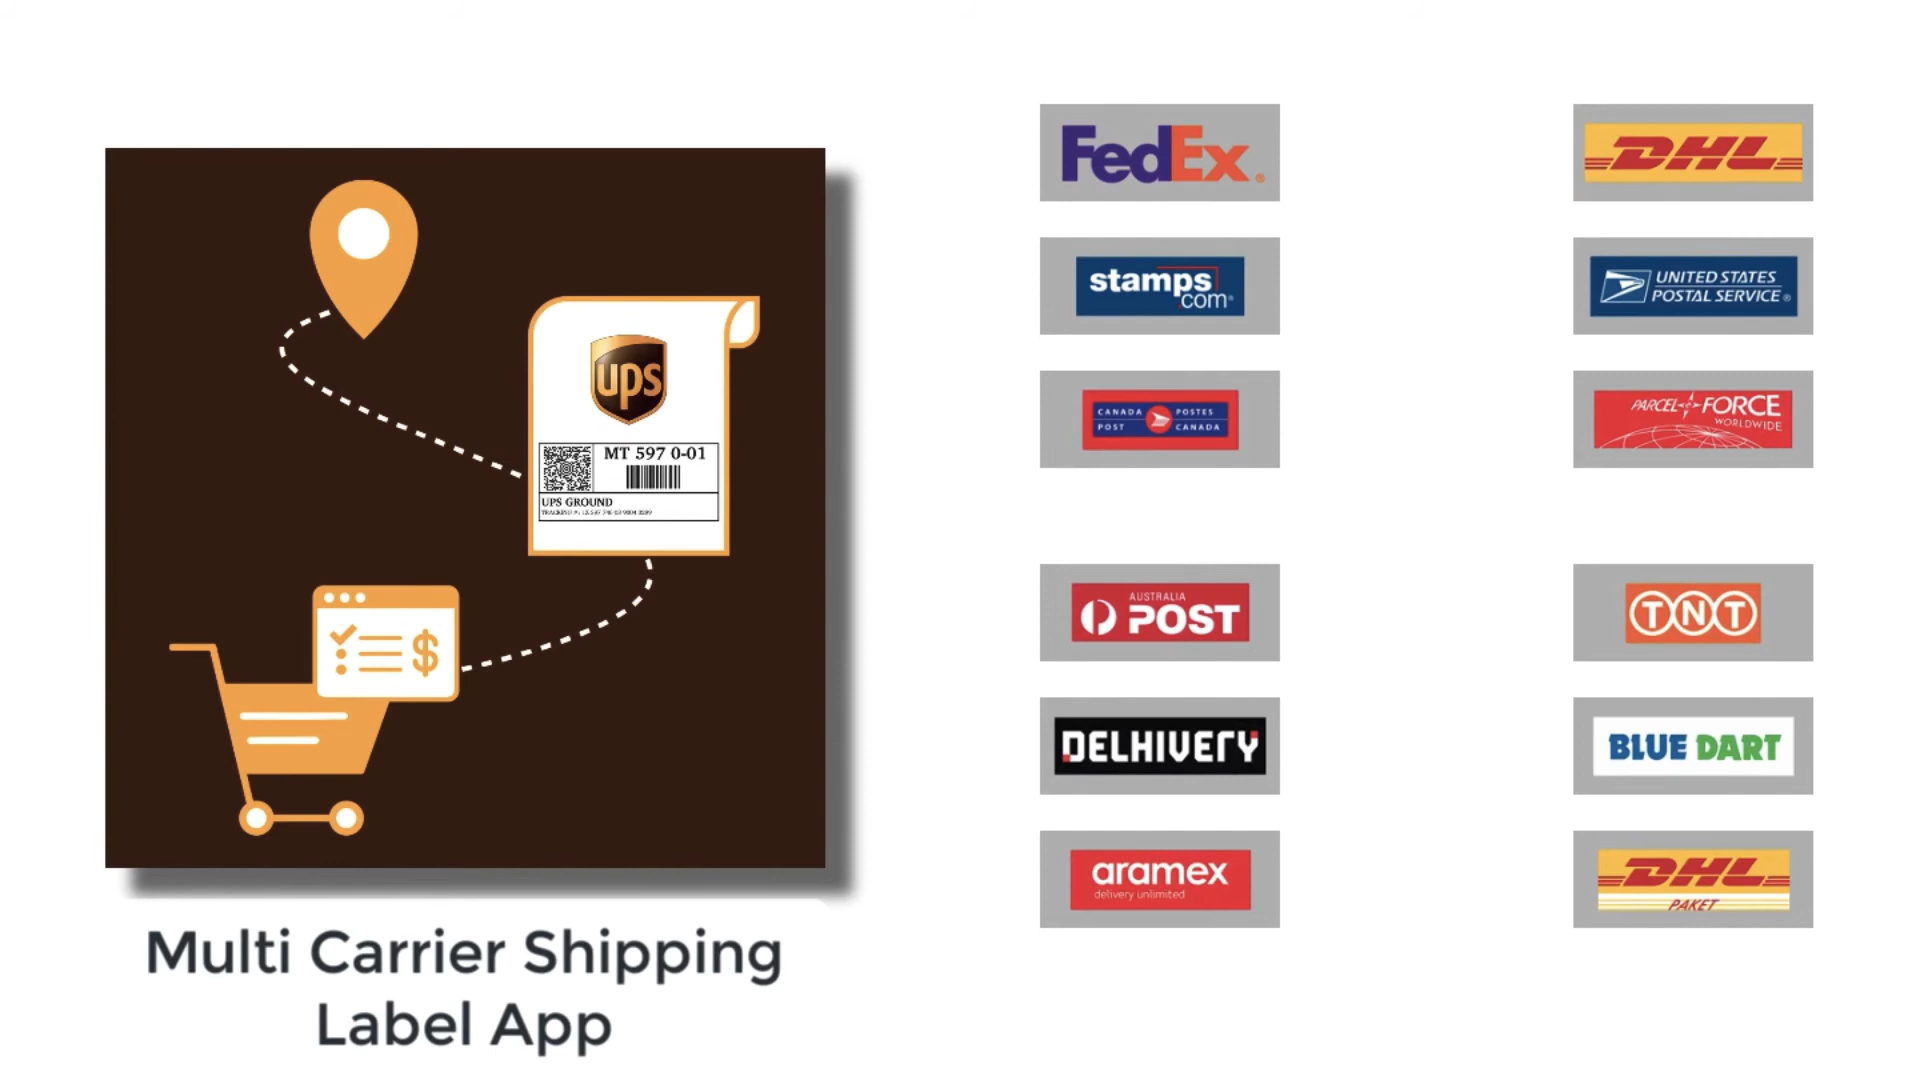 ups
MT 597 0-01
UPS GROUND
$
Multi Carrier Shipping
Label App
FedEx®
DHL
stamps
.com®
UNITED STATES
POSTAL SERVICE®
CANADA POSTES
POST CANADA
PARCEL FORCE
WORLDWIDE
AUSTRALIA
POST
TNT
DELHIVERY
BLUE DART
aramex
delivery unlimited
DHL
PAKET